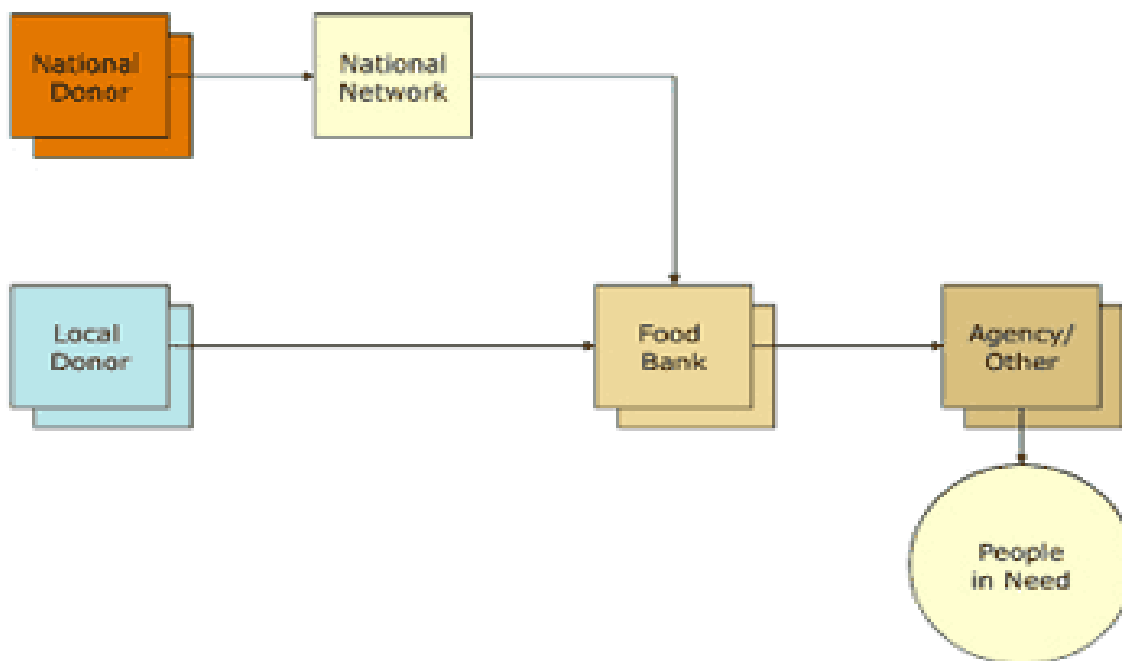 National
Donor
National
Network
Local
Donor
Food
Bank
Agency/
Other
People
in Need